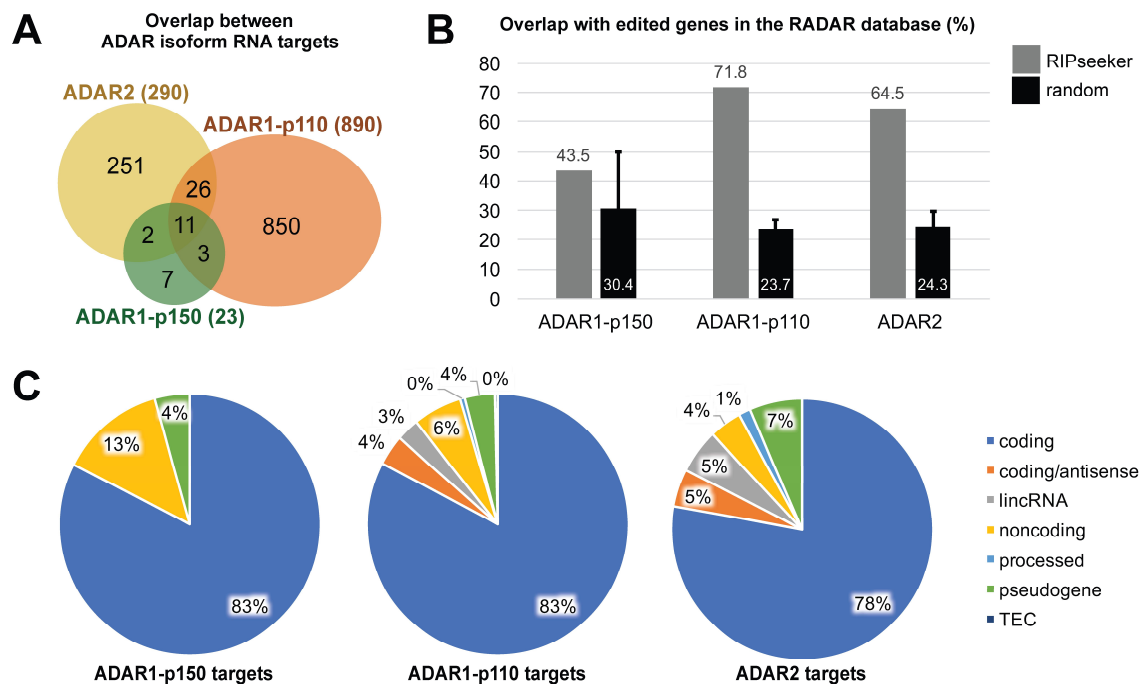 A
Overlap between
ADAR isoform RNA targets
ADAR2 (290)
ADAR1-p110 (890)
251
26
2
11
850
3
7
ADAR1-p150 (23)
B
Overlap with edited genes in the RADAR database (%)
RIPseeker
random
80
70
60
50
40
30
20
10
0
43.5
30.4
71.8
23.7
64.5
24.3
ADAR1-p150
ADAR1-p110
ADAR2
C
4%
13%
83%
ADAR1-p150 targets
0%
4%
0%
3%
4%
6%
83%
ADAR1-p110 targets
1%
4%
7%
5%
5%
78%
ADAR2 targets
coding
coding/antisense
lincRNA
noncoding
processed
pseudogene
TEC